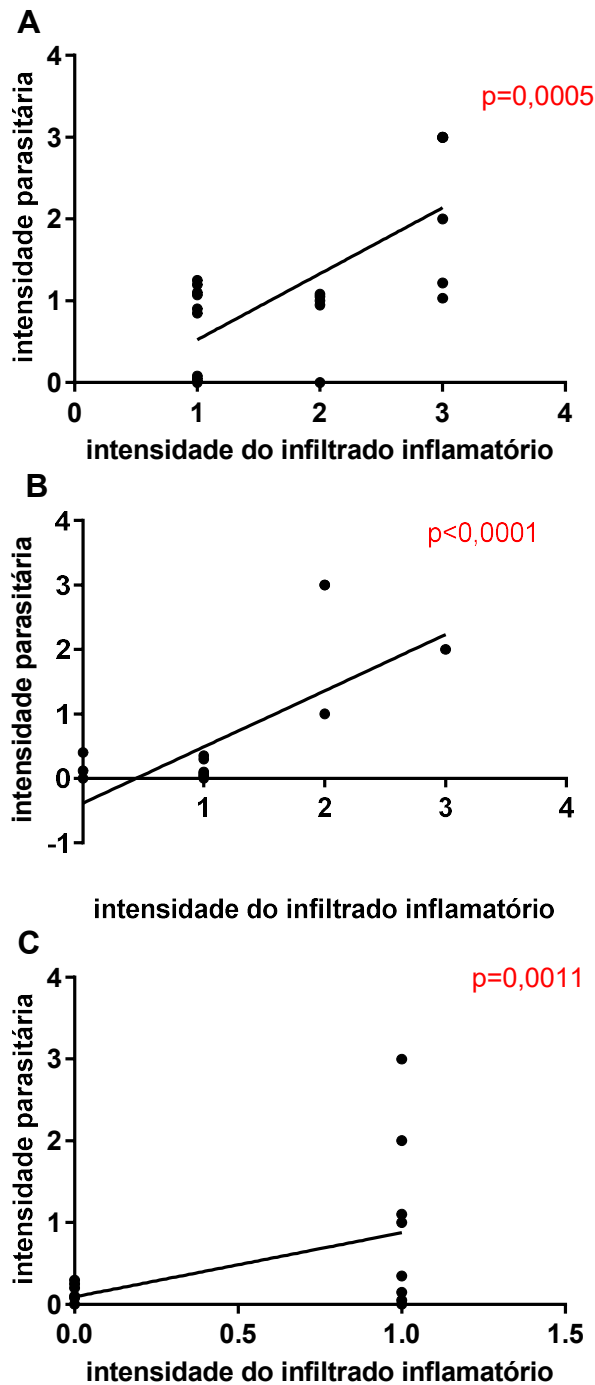 A
4
p=0,0005
3
2
1
0
intensidade parasitária
0 1 2 3 4
intensidade do infiltrado inflamatório
B
4
p<0,0001
3
2
1
0
-1
intensidade parasitária
1 2 3 4
intensidade do infiltrado inflamatório
C
4
p=0,0011
3
2
1
0
intensidade parasitária
0.0 0.5 1.0 1.5
intensidade do infiltrado inflamatório